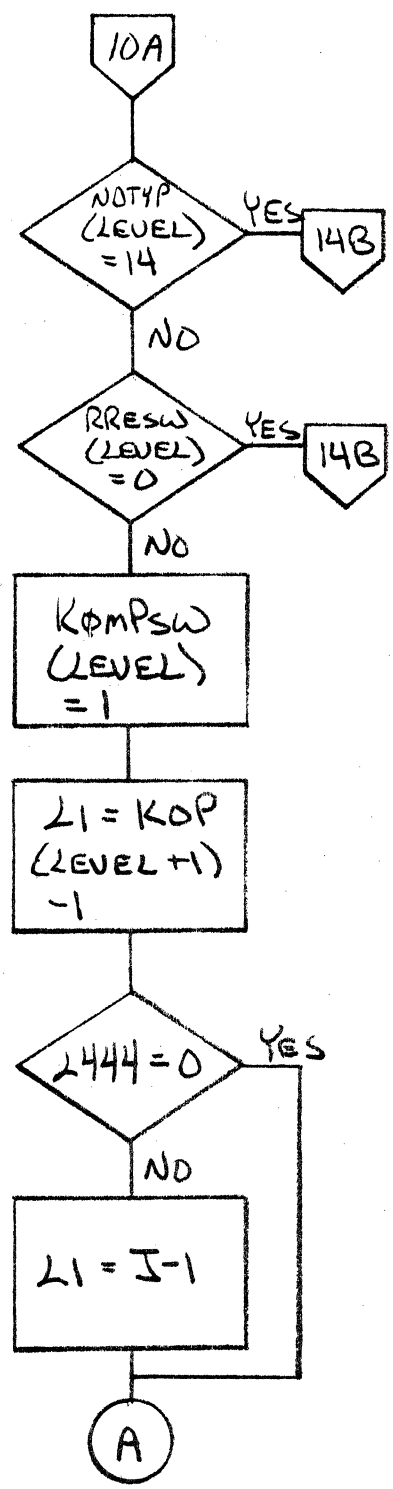 10A
NDTYP
(LEVEL)
=14
YES
14B
NO
RRESW
(LEVEL)
=0
YES
14B
NO
KØMPSW
(LEVEL)
=1
L1=KOP
(LEVEL+1)
-1
L444=0
YES
NO
L1=J-1
A